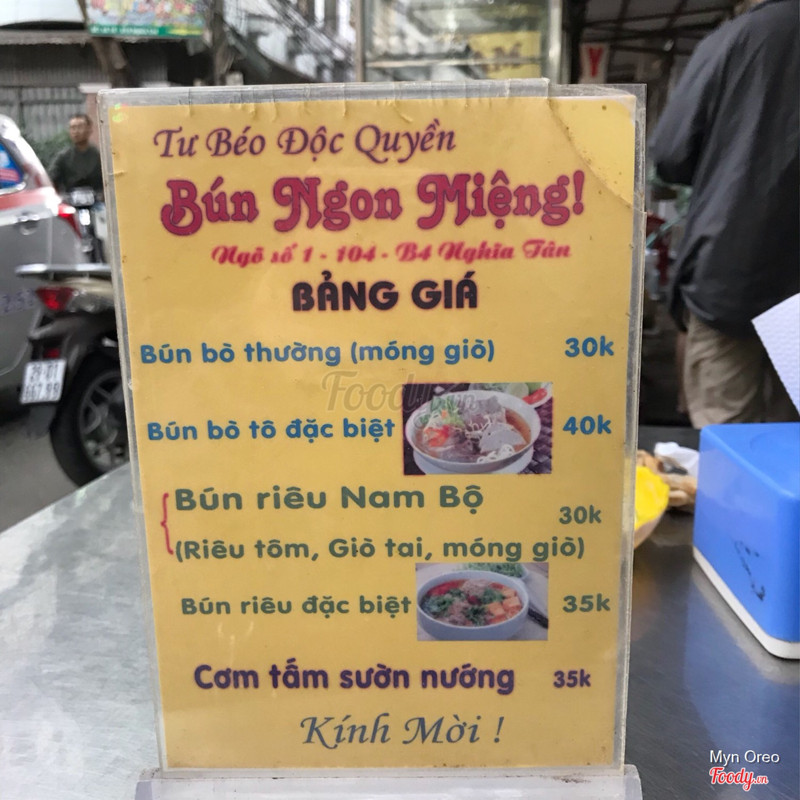 Tư Béo Độc Quyền
Bún Ngon Miệng!
Ngõ số 1 - 104 - B4 Nghĩa Tân
BẢNG GIÁ
Bún bò thường (móng giò) 30k
Foody.vn
Bún bò tô đặc biệt 40k
Bún riêu Nam Bộ 30k
(Riêu tôm, Giò tai, móng giò)
Bún riêu đặc biệt 35k
Cơm tấm sườn nướng 35k
Kính Mời !
Myn Oreo
Foody.vn